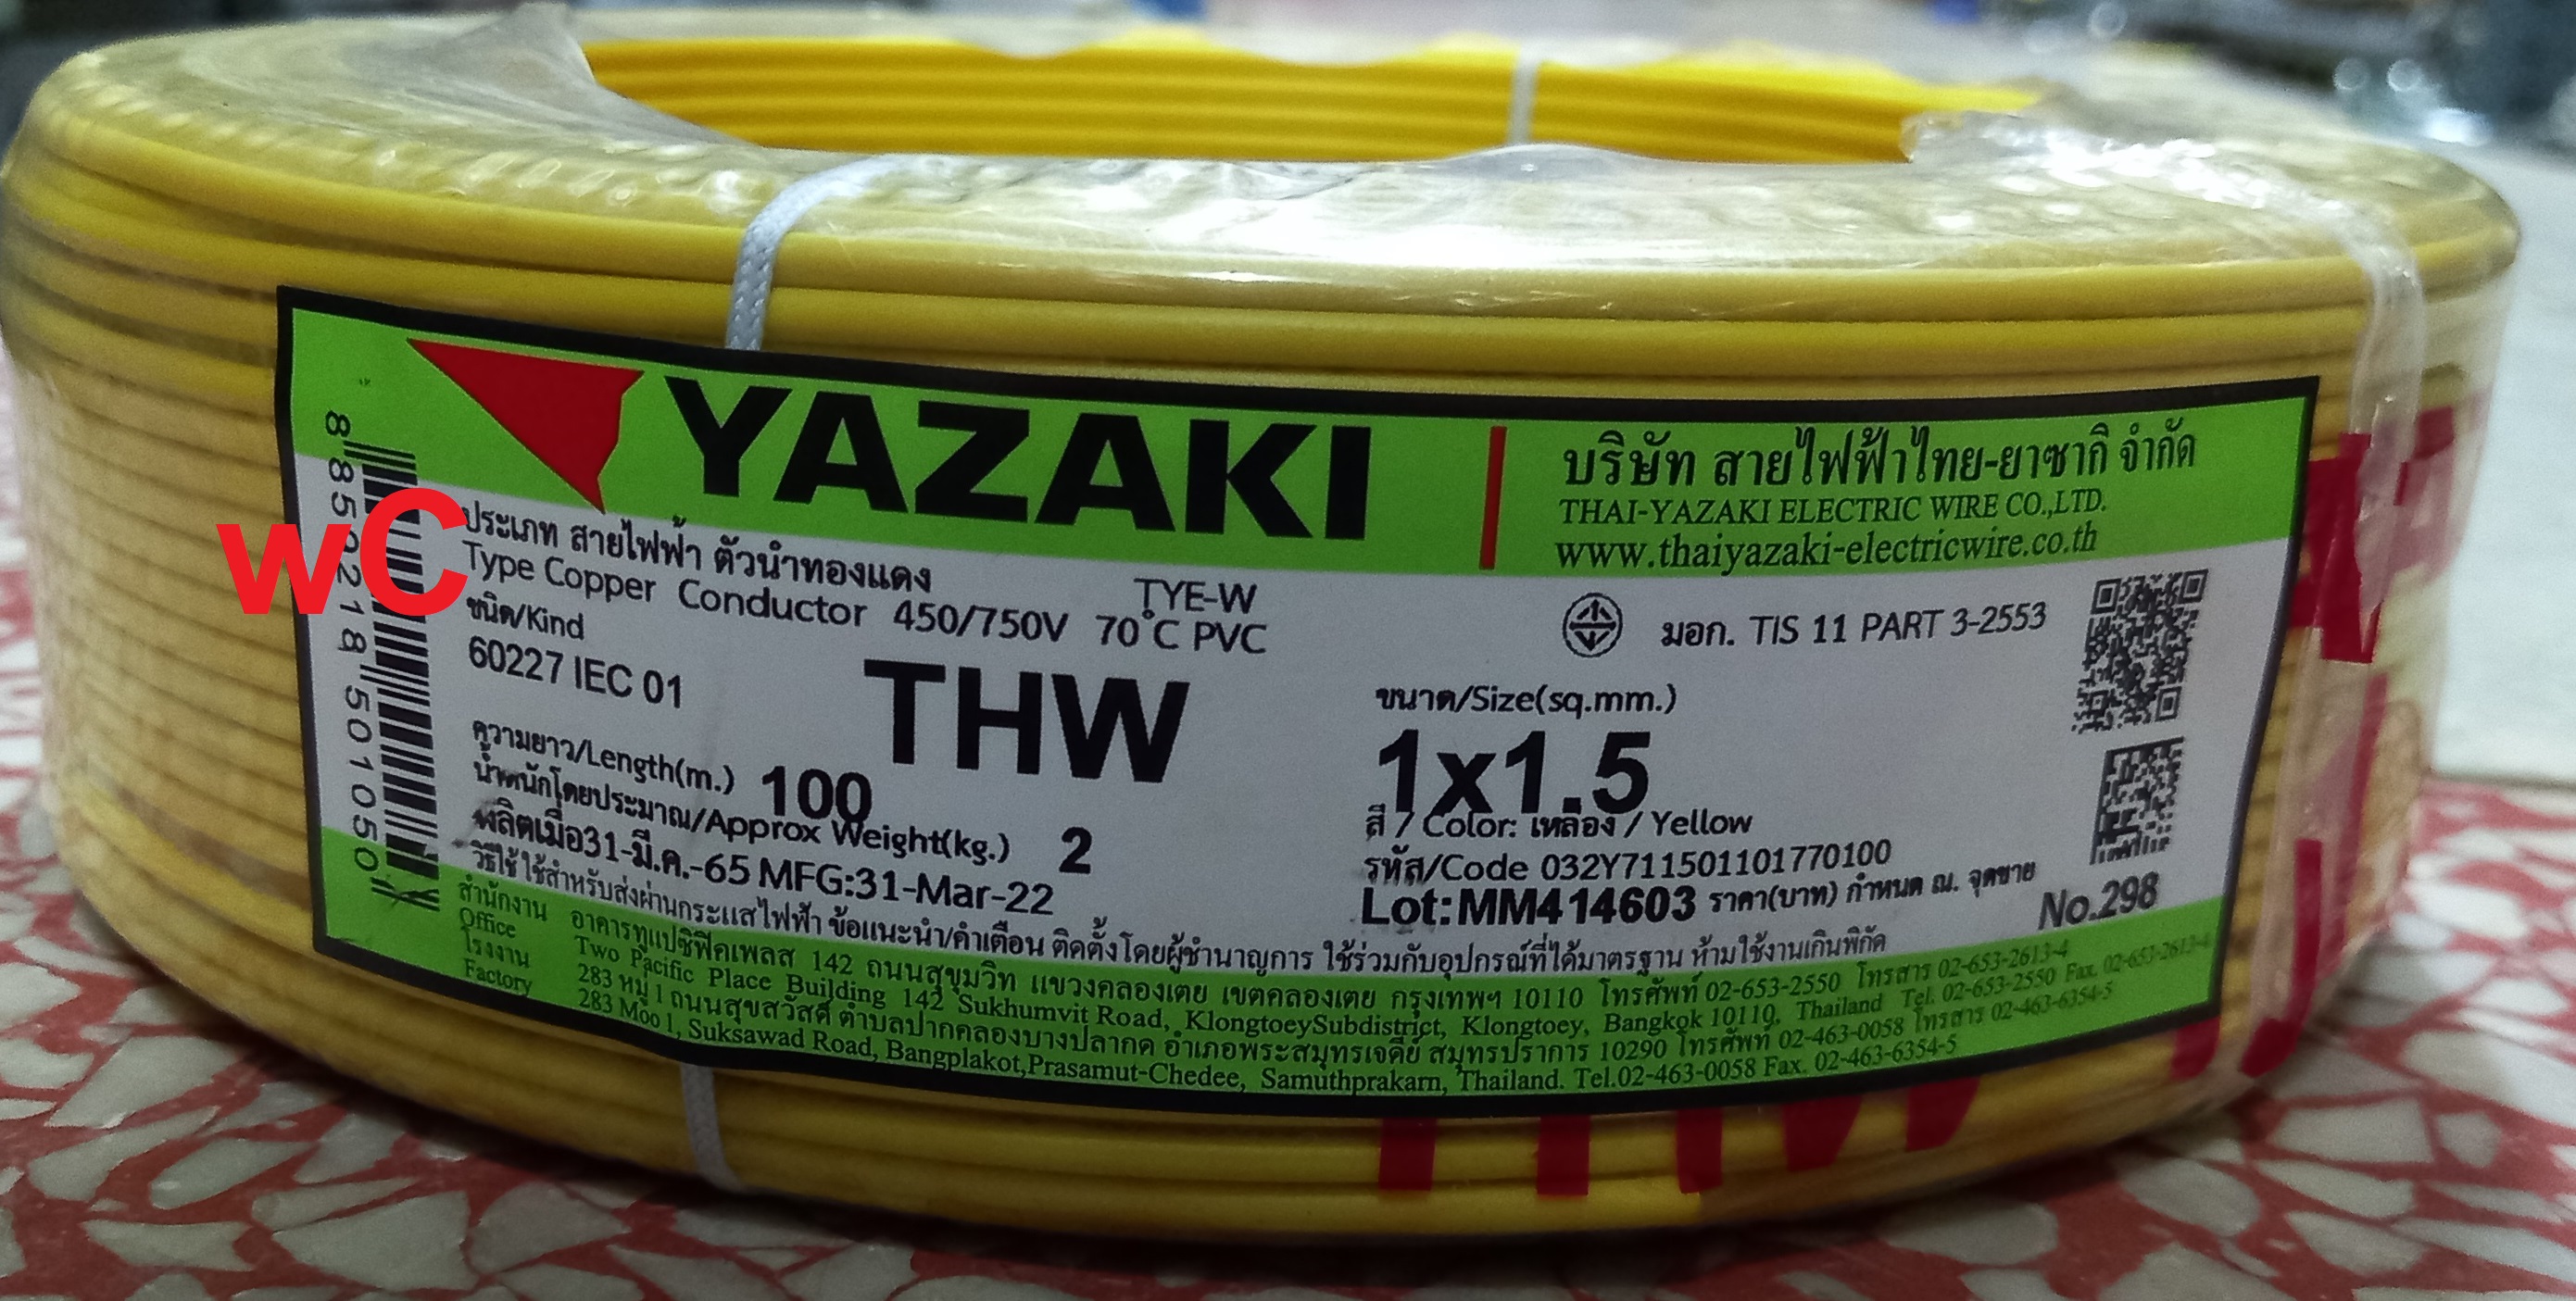 YAZAKI
บริษัท สายไฟฟ้าไทย-ยาซากิ จำกัด
THAI-YAZAKI ELECTRIC WIRE CO.,LTD.
www.thaiyazaki-electricwire.co.th
wC
ประเภท สายไฟฟ้า ตัวนำทองแดง
TYE-W
Type Copper Conductor 450/750V 70°C PVC
มอก. TIS 11 PART 3-2553
ชนิด/Kind
60227 IEC 01
THW
ขนาด/Size(sq.mm.)
1x1.5
ความยาว/Length(m.) 100
น้ำหนักโดยประมาณ/Approx Weight(kg.) 2
สี / Color: เหลือง / Yellow
ผลิตเมื่อ31-มี.ค.-65 MFG:31-Mar-22
รหัส/Code 032Y711501101770100
Lot:MM414603 ราคา(บาท) กำหนด ณ. จุดขาย
No.298
วิธีใช้ ใช้สำหรับส่งผ่านกระแสไฟฟ้า ข้อแนะนำ/คำเตือน ติดตั้งโดยผู้ชำนาญการ ใช้ร่วมกับอุปกรณ์ที่ได้มาตรฐาน ห้ามใช้งานเกินพิกัด
สำนักงาน อาคารทูแปซิฟิคเพลส 142 ถนนสุขุมวิท แขวงคลองเตย เขตคลองเตย กรุงเทพฯ 10110 โทรศัพท์ 02-653-2550 โทรสาร 02-653-2613-4
Office Two Pacific Place Building 142 Sukhumvit Road, KlongtoeySubdistrict, Klongtoey, Bangkok 10110, Thailand Tel. 02-653-2550 Fax. 02-653-2613-4
โรงงาน 283 หมู่ 1 ถนนสุขสวัสดิ์ ตำบลปากคลองบางปลากด อำเภอพระสมุทรเจดีย์ สมุทรปราการ 10290 โทรศัพท์ 02-463-0058 โทรสาร 02-463-6354-5
Factory 283 Moo 1, Suksawad Road, Bangplakot,Prasamut-Chedee, Samuthprakarn, Thailand. Tel.02-463-0058 Fax. 02-463-6354-5
THW